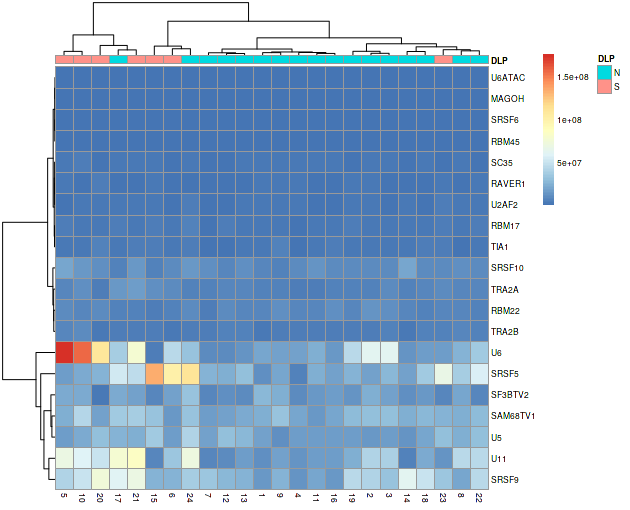 DLP
U6ATAC
MAGOH
SRSF6
RBM45
SC35
RAVER1
U2AF2
RBM17
TIA1
SRSF10
TRA2A
RBM22
TRA2B
U6
SRSF5
SF3BTV2
SAM68TV1
U5
U11
SRSF9
5 10 20 17 21 15 6 24 7 12 13 1 9 4 11 16 19 2 3 14 18 23 8 22
1.5e+08
1e+08
5e+07
DLP
N
S